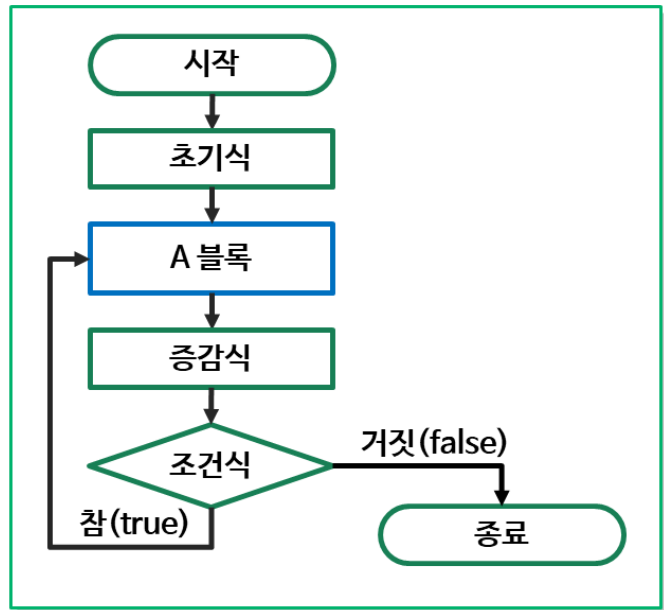 시작
초기식
A 블록
증감식
조건식
거짓(false)
참(true)
종료